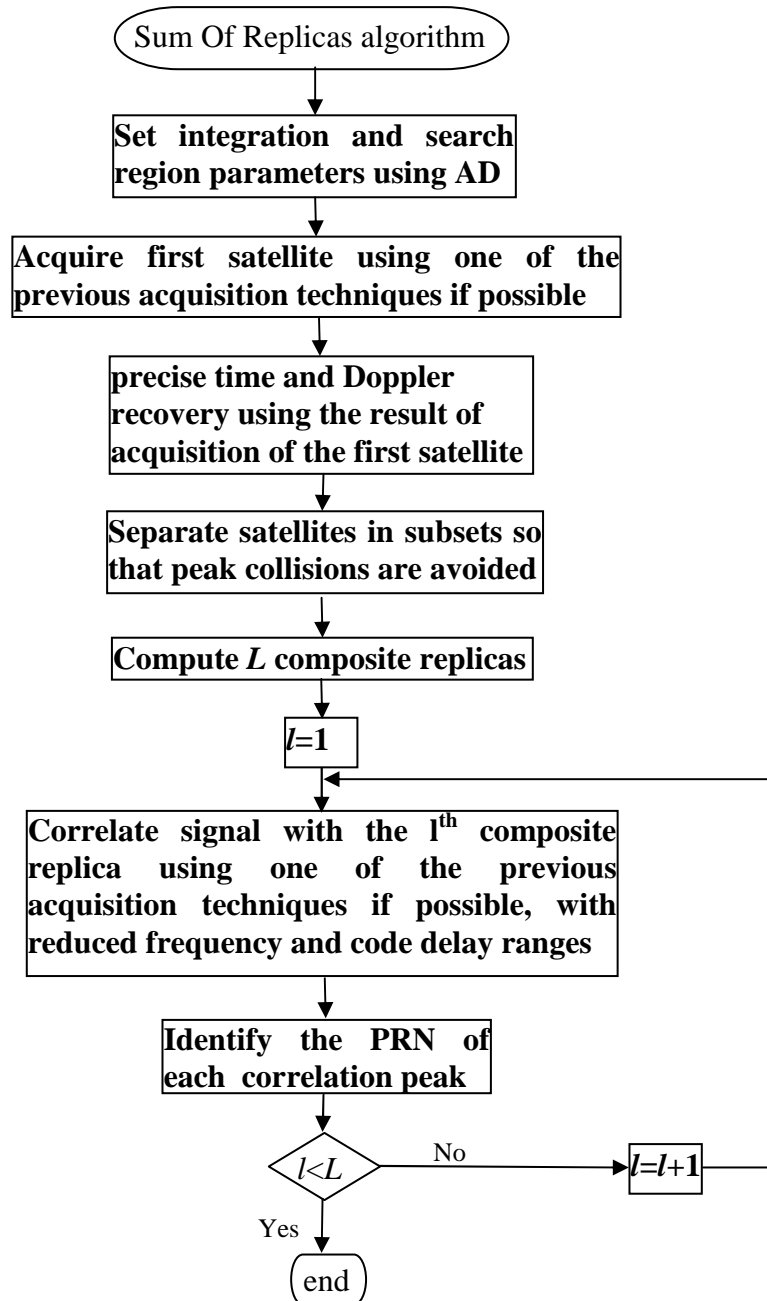 Sum Of Replicas algorithm
Set integration and search
region parameters using AD
Acquire first satellite using one of the
previous acquisition techniques if possible
precise time and Doppler
recovery using the result of
acquisition of the first satellite
Separate satellites in subsets so
that peak collisions are avoided
Compute L composite replicas
l=1
Correlate signal with the lth composite
replica using one of the previous
acquisition techniques if possible, with
reduced frequency and code delay ranges
Identify the PRN of
each correlation peak
l<L
No
l=l+1
Yes
end